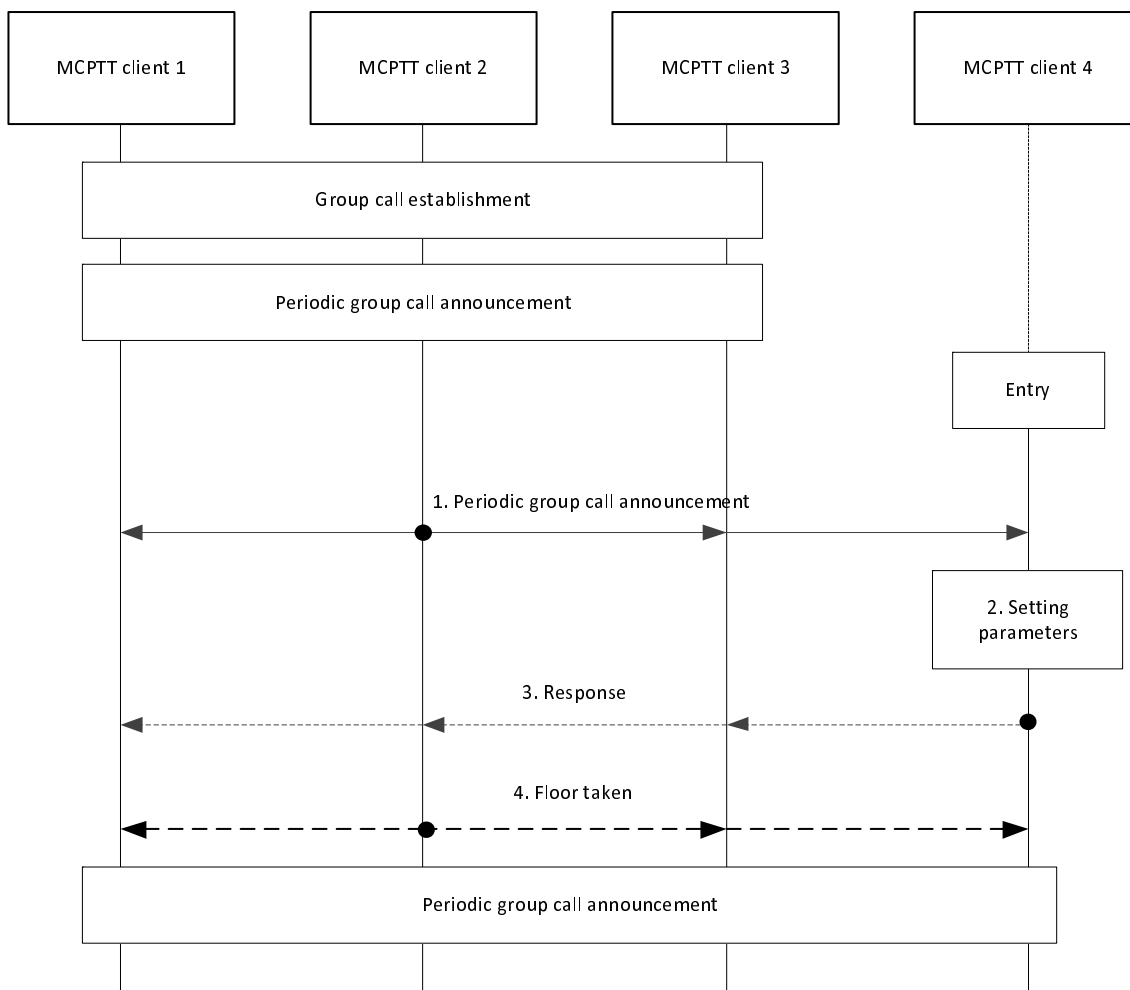 MCPTT client 1
MCPTT client 2
MCPTT client 3
MCPTT client 4
Group call establishment
Periodic group call announcement
Entry
1. Periodic group call announcement
2. Setting
parameters
3. Response
4. Floor taken
Periodic group call announcement